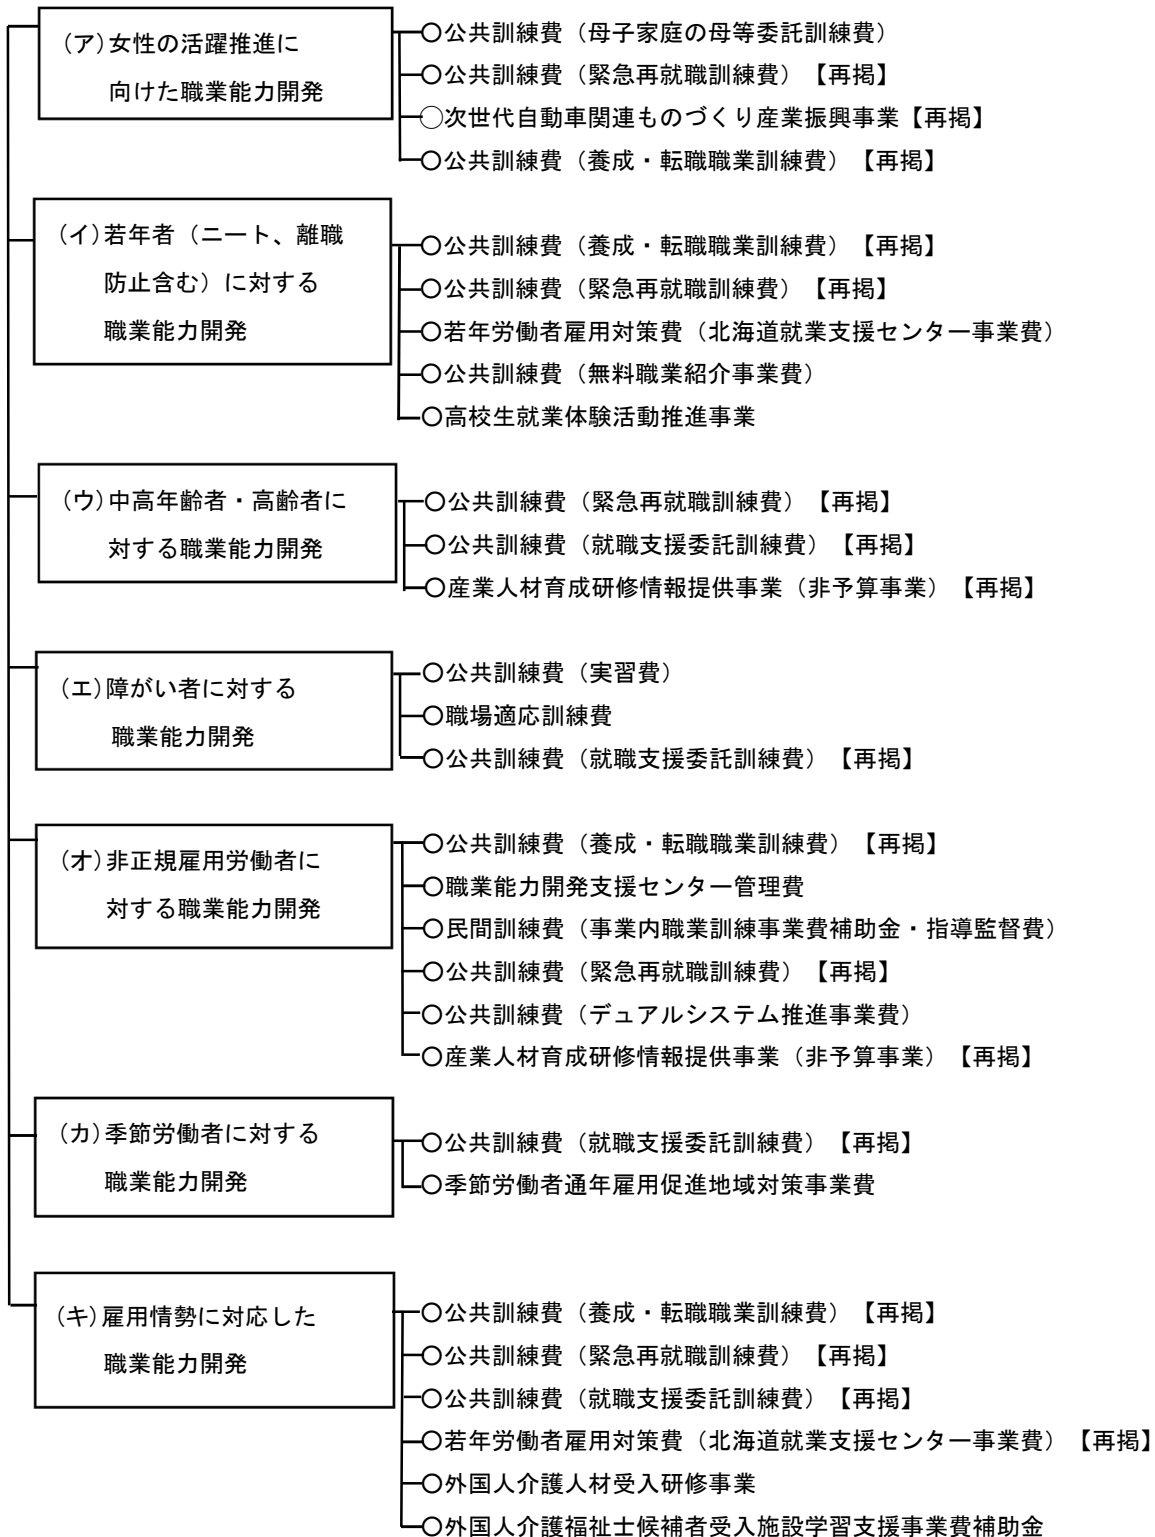 (ア)女性の活躍推進に
向けた職業能力開発
○公共訓練費(母子家庭の母等委託訓練費)
○公共訓練費(緊急再就職訓練費)【再掲】
◯次世代自動車関連ものづくり産業振興事業【再掲】
○公共訓練費(養成・転職職業訓練費)【再掲】
(イ)若年者(ニート、離職
防止含む)に対する
職業能力開発
○公共訓練費(養成・転職職業訓練費)【再掲】
○公共訓練費(緊急再就職訓練費)【再掲】
○若年労働者雇用対策費(北海道就業支援センター事業費)
○公共訓練費(無料職業紹介事業費)
○高校生就業体験活動推進事業
(ウ)中高年齢者・高齢者に
対する職業能力開発
○公共訓練費(緊急再就職訓練費)【再掲】
○公共訓練費(就職支援委託訓練費)【再掲】
○産業人材育成研修情報提供事業(非予算事業)【再掲】
(エ)障がい者に対する
職業能力開発
○公共訓練費(実習費)
○職場適応訓練費
○公共訓練費(就職支援委託訓練費)【再掲】
(オ)非正規雇用労働者に
対する職業能力開発
○公共訓練費(養成・転職職業訓練費)【再掲】
○職業能力開発支援センター管理費
○民間訓練費(事業内職業訓練事業費補助金・指導監督費)
○公共訓練費(緊急再就職訓練費)【再掲】
○公共訓練費(デュアルシステム推進事業費)
○産業人材育成研修情報提供事業(非予算事業)【再掲】
(カ)季節労働者に対する
職業能力開発
○公共訓練費(就職支援委託訓練費)【再掲】
○季節労働者通年雇用促進地域対策事業費
(キ)雇用情勢に対応した
職業能力開発
○公共訓練費(養成・転職職業訓練費)【再掲】
○公共訓練費(緊急再就職訓練費)【再掲】
○公共訓練費(就職支援委託訓練費)【再掲】
○若年労働者雇用対策費(北海道就業支援センター事業費)【再掲】
○外国人介護人材受入研修事業
○外国人介護福祉士候補者受入施設学習支援事業費補助金